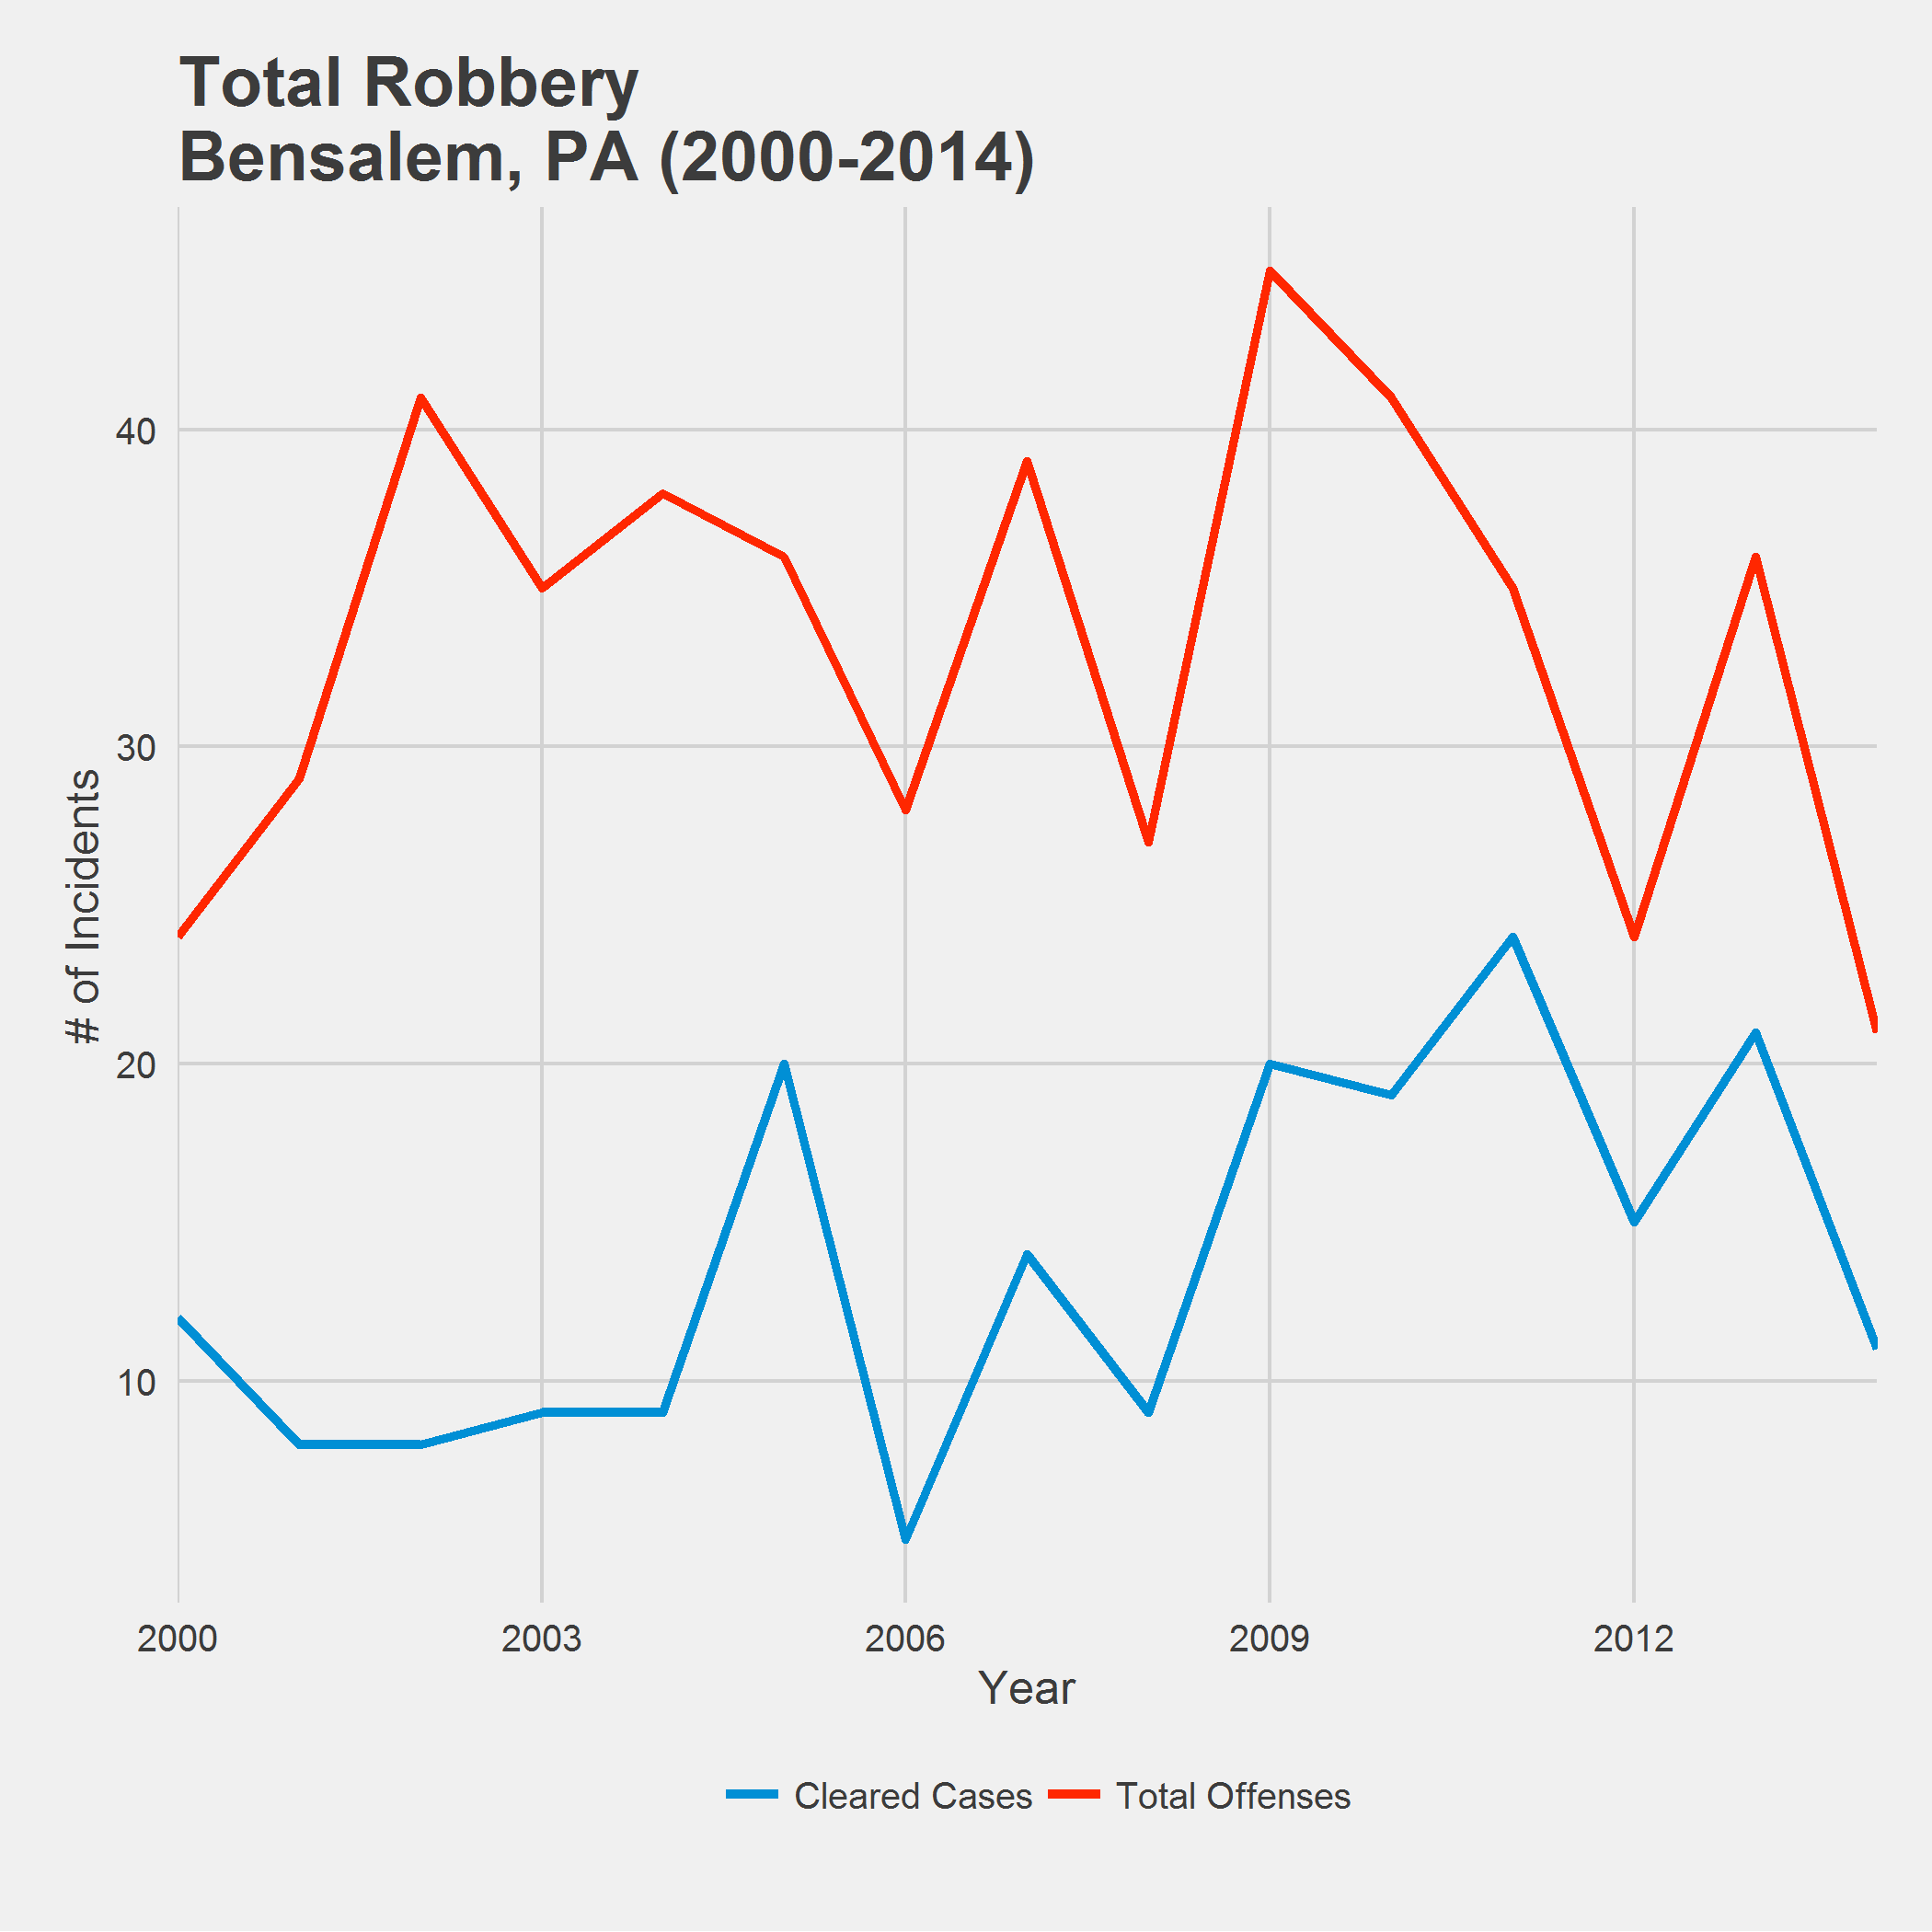 Total Robbery
Bensalem, PA (2000-2014)
40
30
20
10
# of Incidents
2000 2003 2006 2009 2012
Year
Cleared Cases Total Offenses